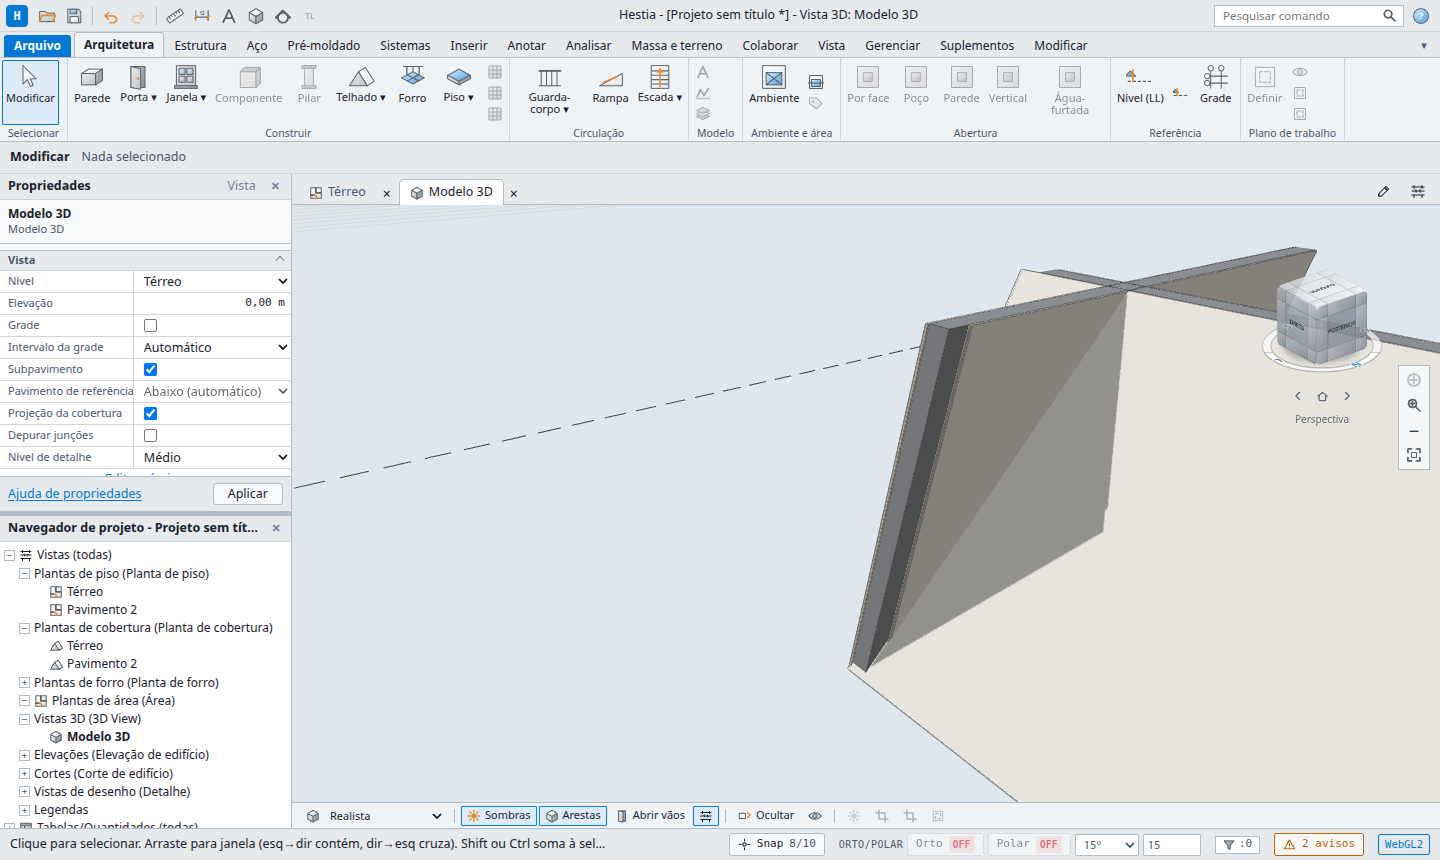 H
TL
Hestia - [Projeto sem título *] - Vista 3D: Modelo 3D
Pesquisar comando
?
Arquivo Arquitetura Estrutura Aço Pré-moldado Sistemas Inserir Anotar Analisar Massa e terreno Colaborar Vista Gerenciar Suplementos Modificar
Modificar Parede Porta ▾ Janela ▾ Componente Pilar Telhado ▾ Forro Piso ▾ Guarda-corpo ▾ Rampa Escada ▾ Ambiente Por face Poço Parede Vertical Água-furtada Nível (LL) Grade Definir
Selecionar Construir Circulação Modelo Ambiente e área Abertura Referência Plano de trabalho
Modificar Nada selecionado
Propriedades Vista ×
Térreo × Modelo 3D ×
Modelo 3D
Modelo 3D
Vista
Nível Térreo
Elevação 0,00 m
Grade
Intervalo da grade Automático
Subpavimento
Pavimento de referência Abaixo (automático)
Projeção da cobertura
Depurar junções
Nível de detalhe Médio
Ajuda de propriedades Aplicar
POSTERIOR
Perspectiva
Navegador de projeto - Projeto sem tít... ×
Vistas (todas)
Plantas de piso (Planta de piso)
Térreo
Pavimento 2
Plantas de cobertura (Planta de cobertura)
Térreo
Pavimento 2
Plantas de forro (Planta de forro)
Plantas de área (Área)
Vistas 3D (3D View)
Modelo 3D
Elevações (Elevação de edifício)
Cortes (Corte de edifício)
Vistas de desenho (Detalhe)
Legendas
Tabelas/Quantidades (todas)
Realista Sombras Arestas Abrir vãos Ocultar
Clique para selecionar. Arraste para janela (esq→dir contém, dir→esq cruza). Shift ou Ctrl soma à sel...
Snap 8/10 ORTO/POLAR Orto OFF Polar OFF 15° 15 :0 2 avisos WebGL2